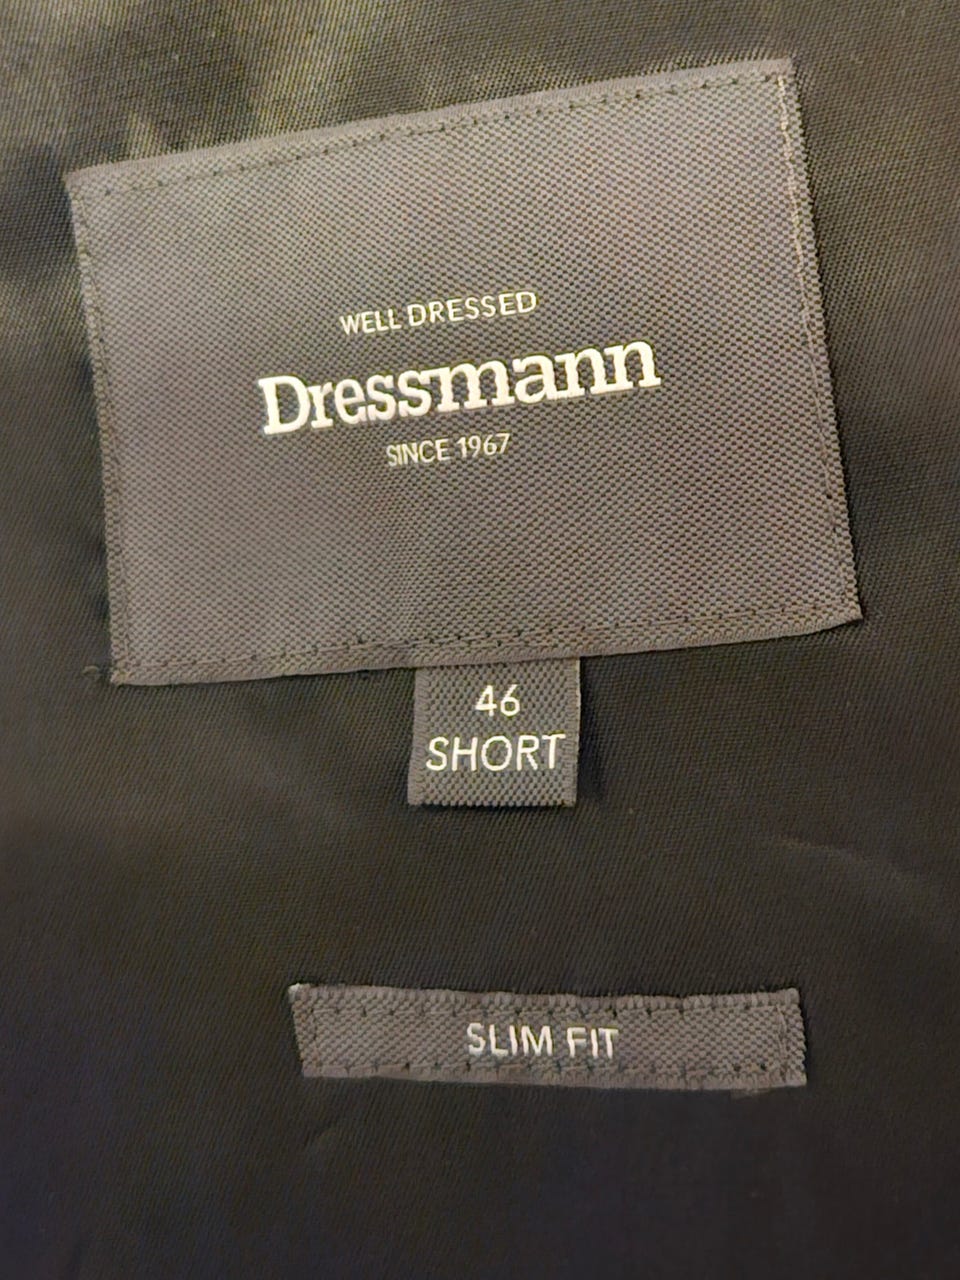 WELL DRESSED
Dressmann
SINCE 1967
46
SHORT
SLIM FIT